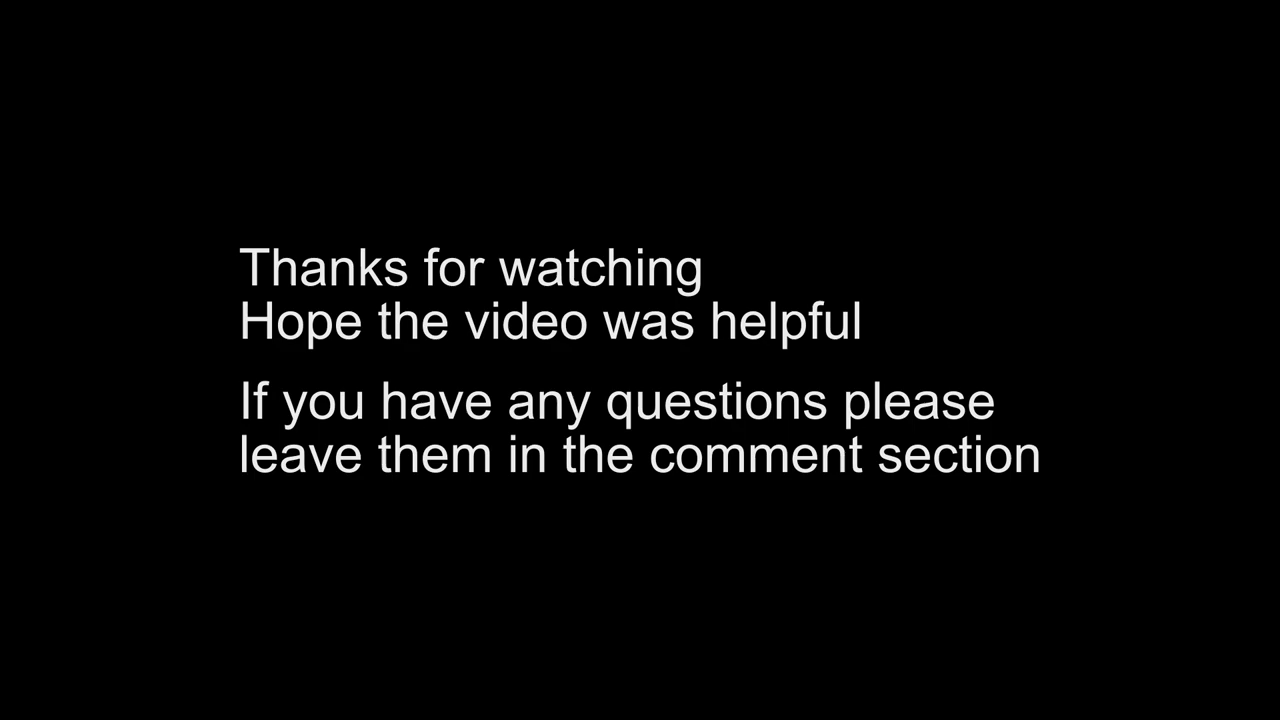 Thanks for watching
Hope the video was helpful
If you have any questions please
leave them in the comment section